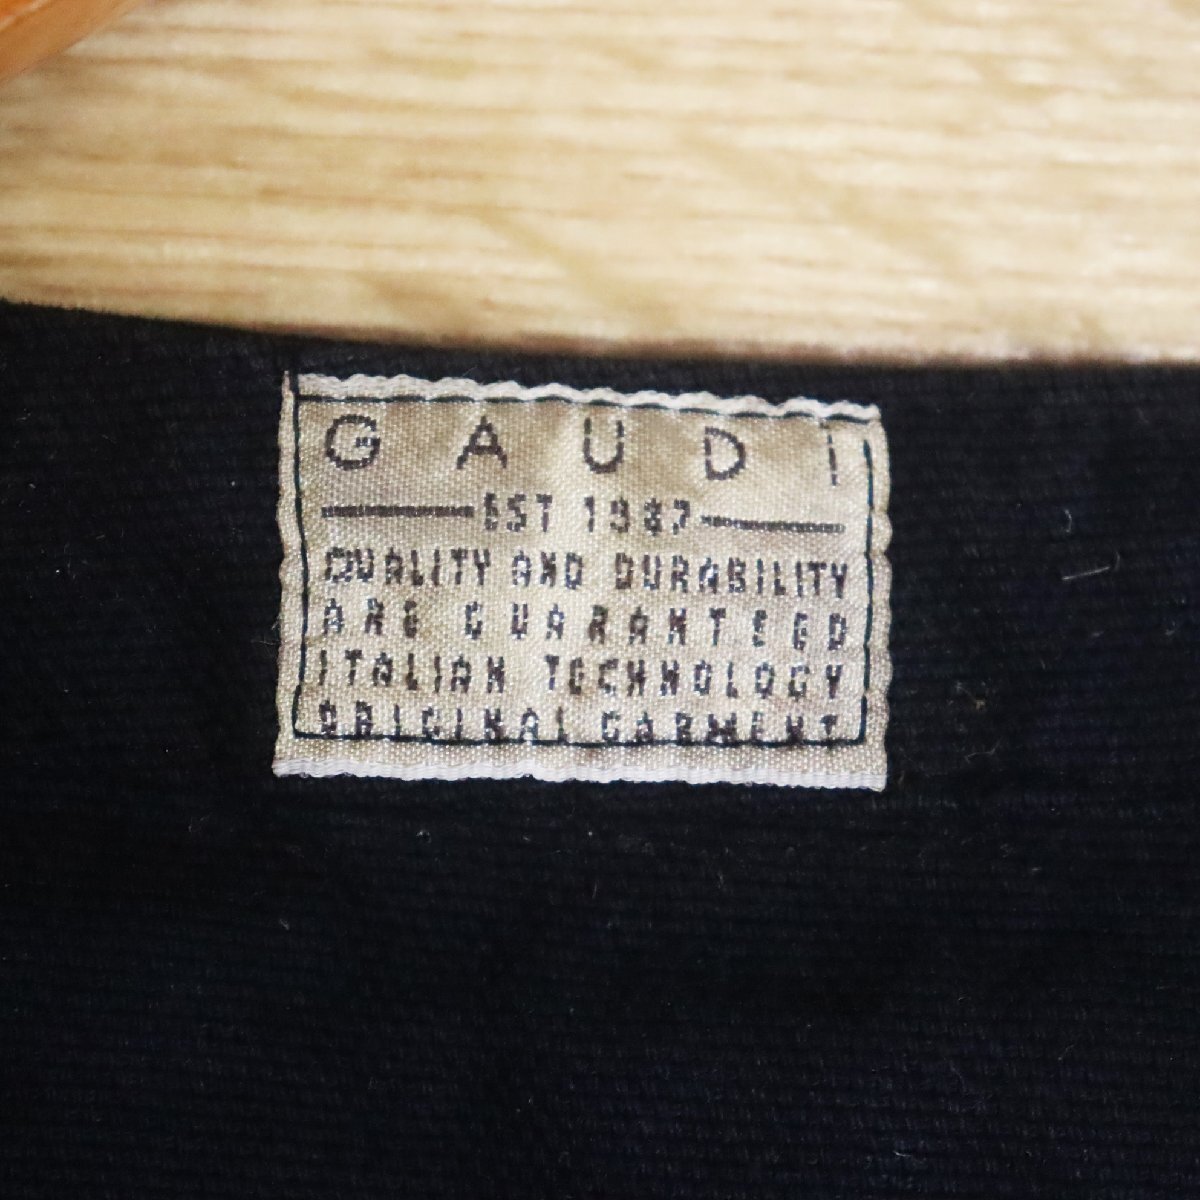 GAUDI
EST 1987
QUALITY AND DURABILITY
ARE GUARANTEED
ITALIAN TECHNOLOGY
ORIGINAL GARMENT